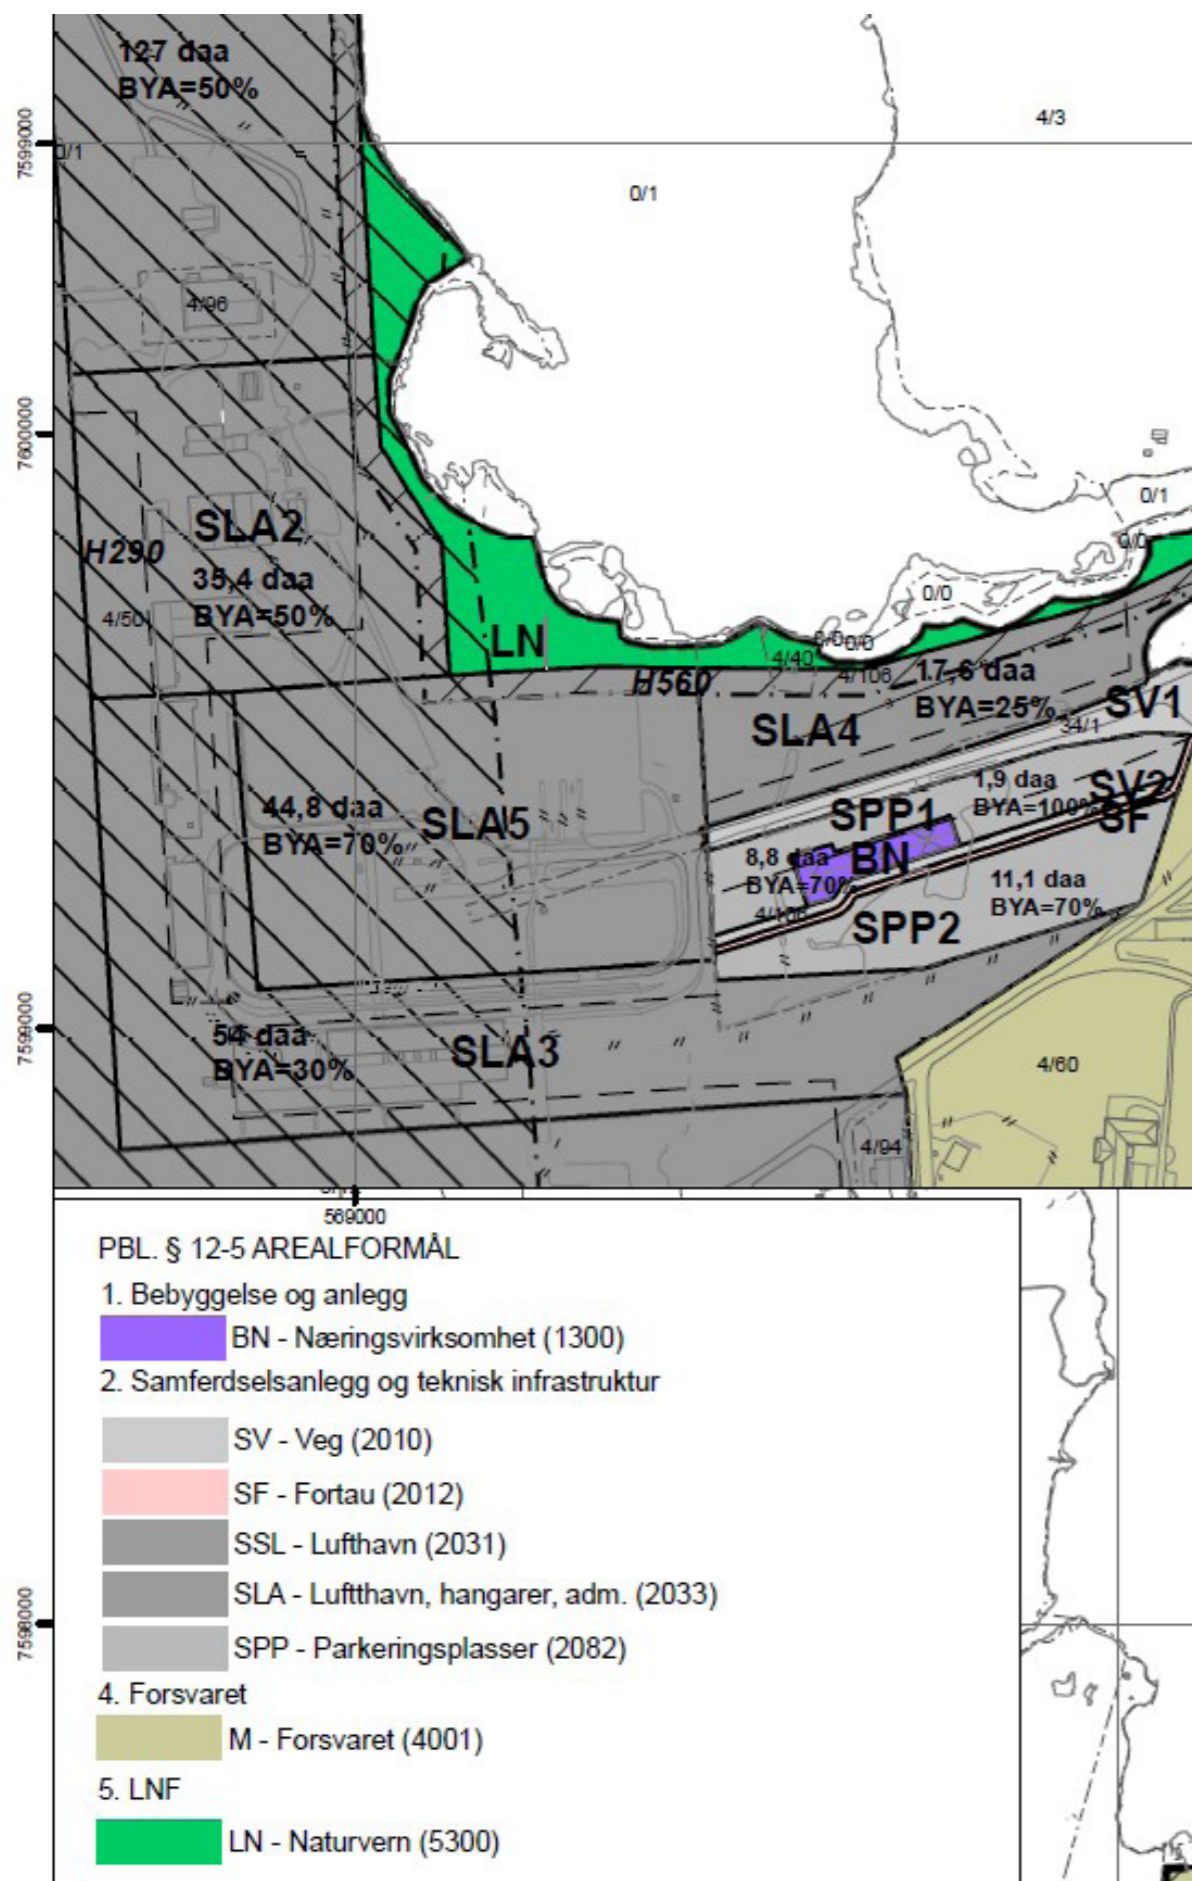 127 daa
BYA=50%
4/3
7599000
0/1
0/1
4/96
7600000
0/1
SLA2
0/0
H290
35,4 daa
BYA=50%
0/0
4/50
LN
0/0
0/0
4/40
4/106
H560
17,6 daa
BYA=25%
SLA4
SV1
34/1
1,9 daa
BYA=100%
SV2
SPP1
SF
44,8 daa
BYA=70%
SLA5
8,8 daa
BYA=70%
BN
11,1 daa
BYA=70%
4/106
SPP2
7599000
54 daa
BYA=30%
SLA3
4/60
4/94
569000
PBL. § 12-5 AREALFORMÅL
1. Bebyggelse og anlegg
BN - Næringsvirksomhet (1300)
2. Samferdselsanlegg og teknisk infrastruktur
SV - Veg (2010)
SF - Fortau (2012)
SSL - Lufthavn (2031)
SLA - Luftthavn, hangarer, adm. (2033)
7598000
SPP - Parkeringsplasser (2082)
4. Forsvaret
M - Forsvaret (4001)
5. LNF
LN - Naturvern (5300)